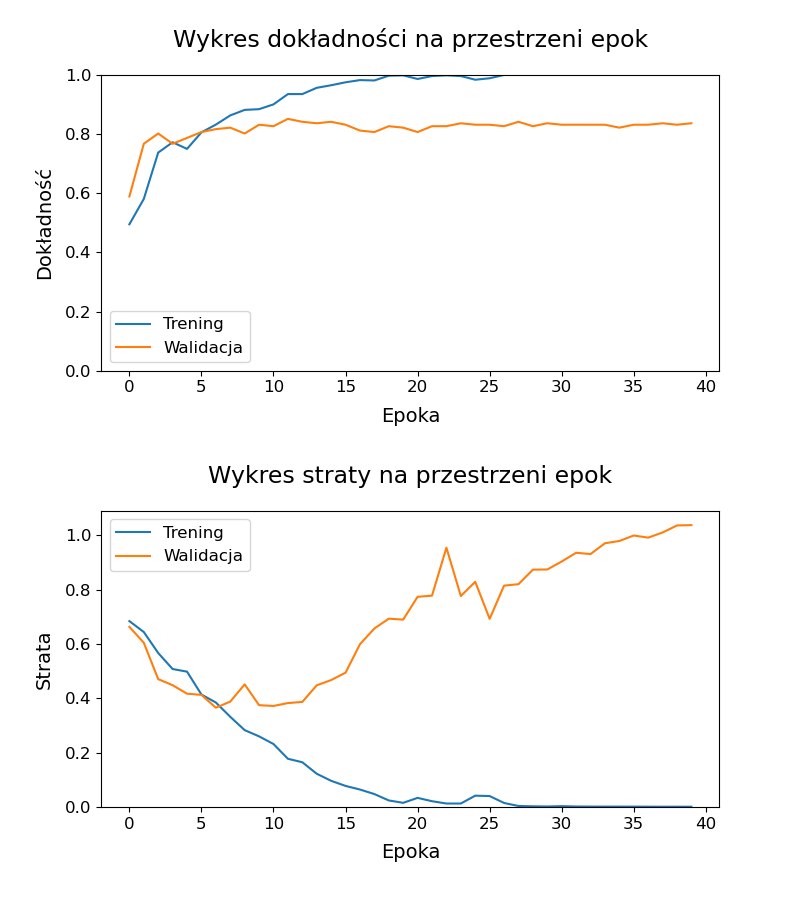 Wykres dokładności na przestrzeni epok
1.0
0.8
0.6
0.4
0.2
0.0
Dokładność
Trening
Walidacja
0 5 10 15 20 25 30 35 40
Epoka
Wykres straty na przestrzeni epok
1.0
0.8
0.6
0.4
0.2
0.0
Strata
Trening
Walidacja
0 5 10 15 20 25 30 35 40
Epoka